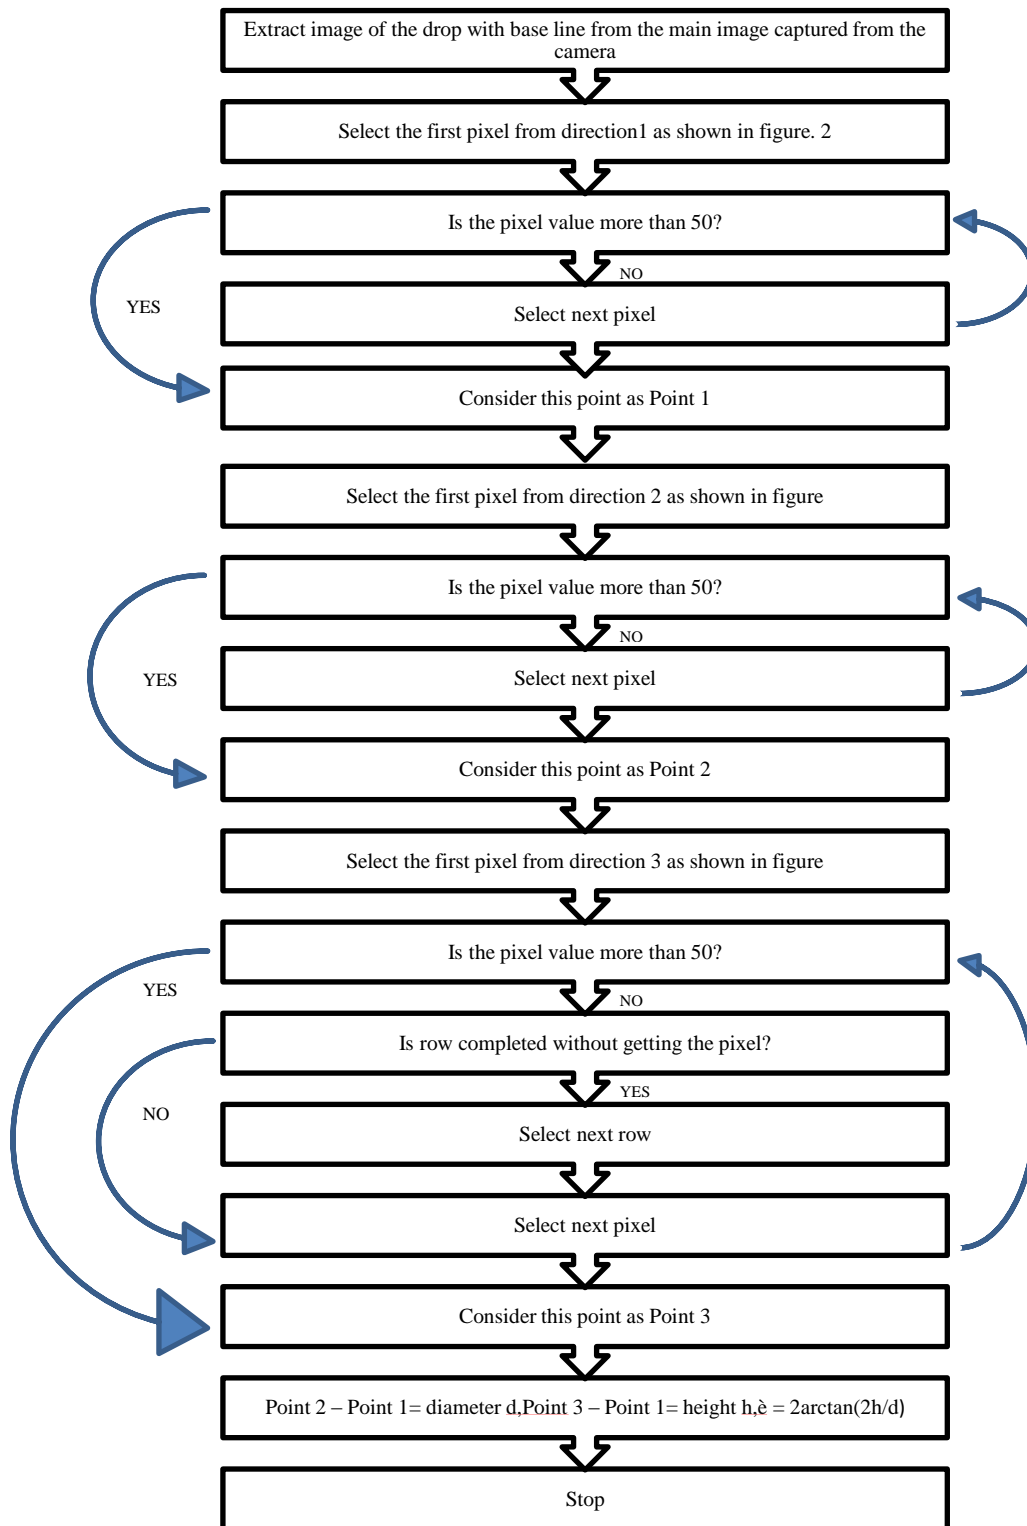 Extract image of the drop with base line from the main image captured from the
camera
Select the first pixel from direction1 as shown in figure. 2
Is the pixel value more than 50?
NO
YES
Select next pixel
Consider this point as Point 1
Select the first pixel from direction 2 as shown in figure
Is the pixel value more than 50?
NO
YES
Select next pixel
Consider this point as Point 2
Select the first pixel from direction 3 as shown in figure
Is the pixel value more than 50?
YES
NO
Is row completed without getting the pixel?
YES
NO
Select next row
Select next pixel
Consider this point as Point 3
Point 2 – Point 1= diameter d,Point 3 – Point 1= height h,è = 2arctan(2h/d)
Stop